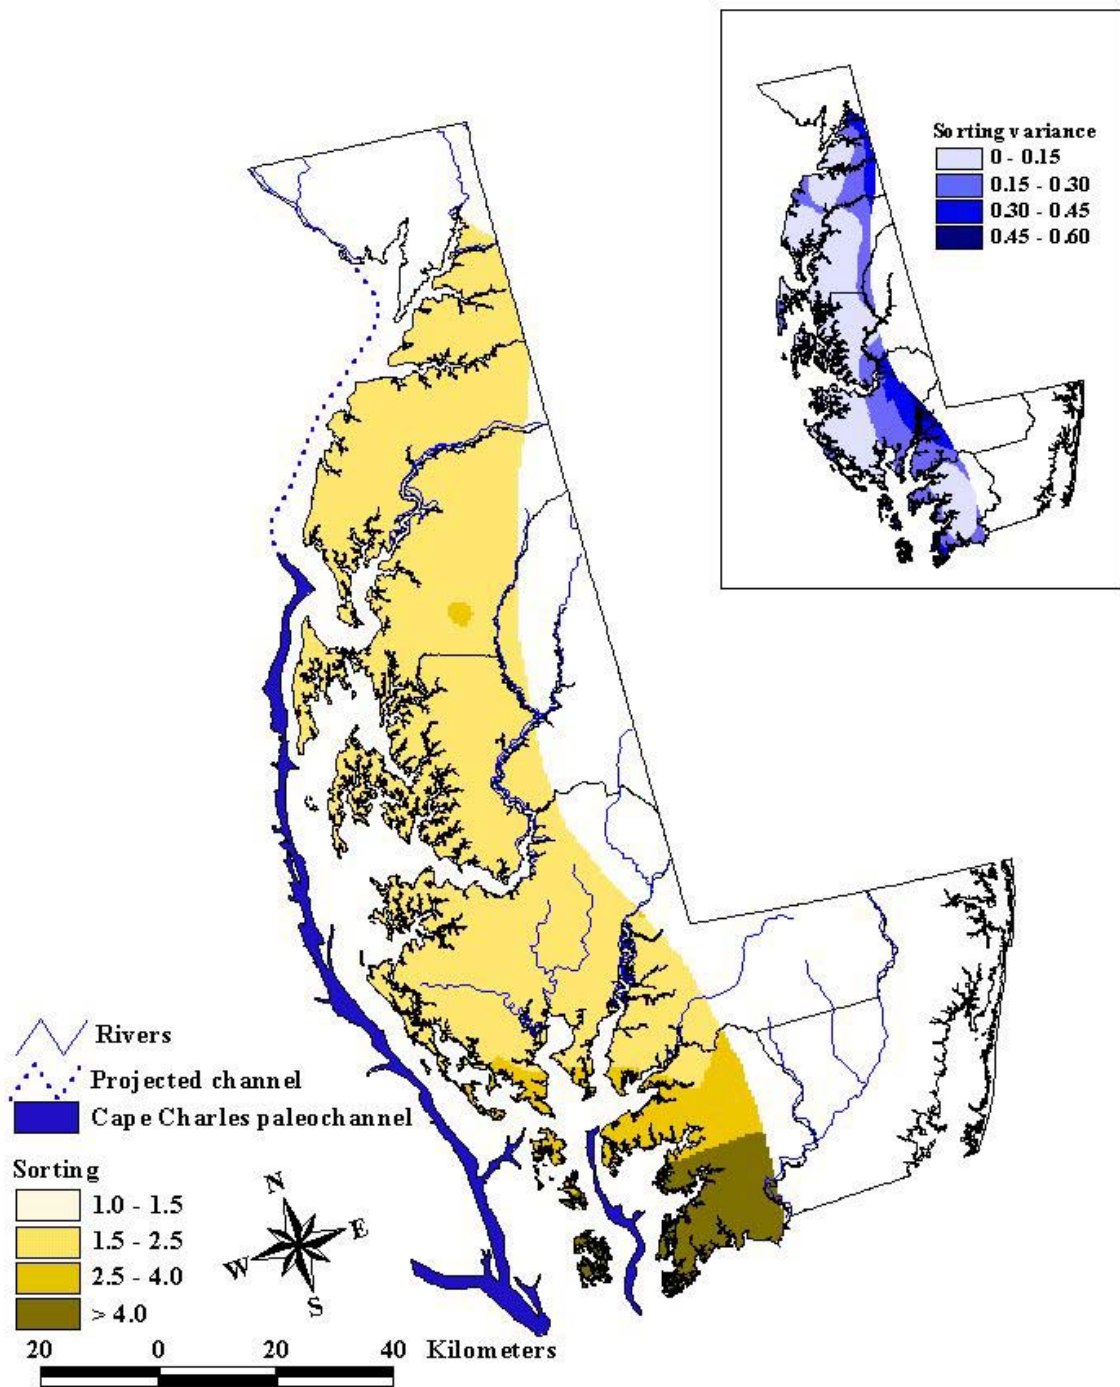 Sorting variance
0 - 0.15
0.15 - 0.30
0.30 - 0.45
0.45 - 0.60
Rivers
Projected channel
Cape Charles paleochannel
Sorting
1.0 - 1.5
1.5 - 2.5
2.5 - 4.0
> 4.0
N
E
W
S
20 0 20 40 Kilometers